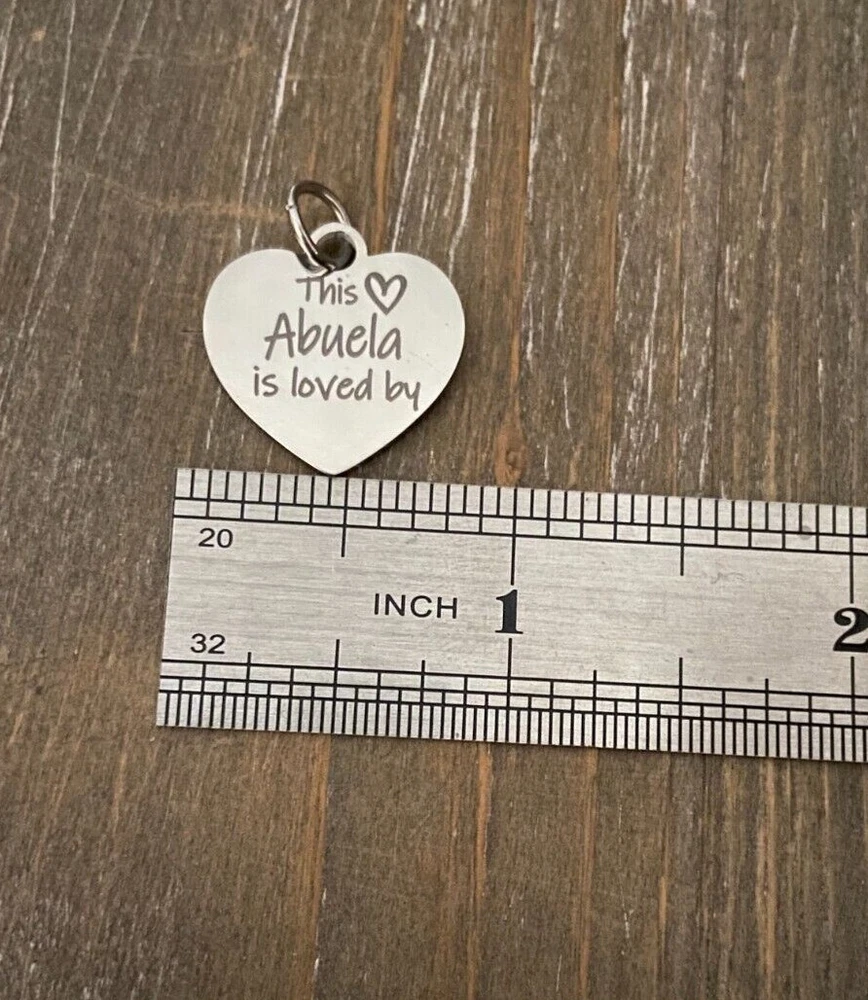 This
Abuela
is loved by
20
INCH 1
2
32